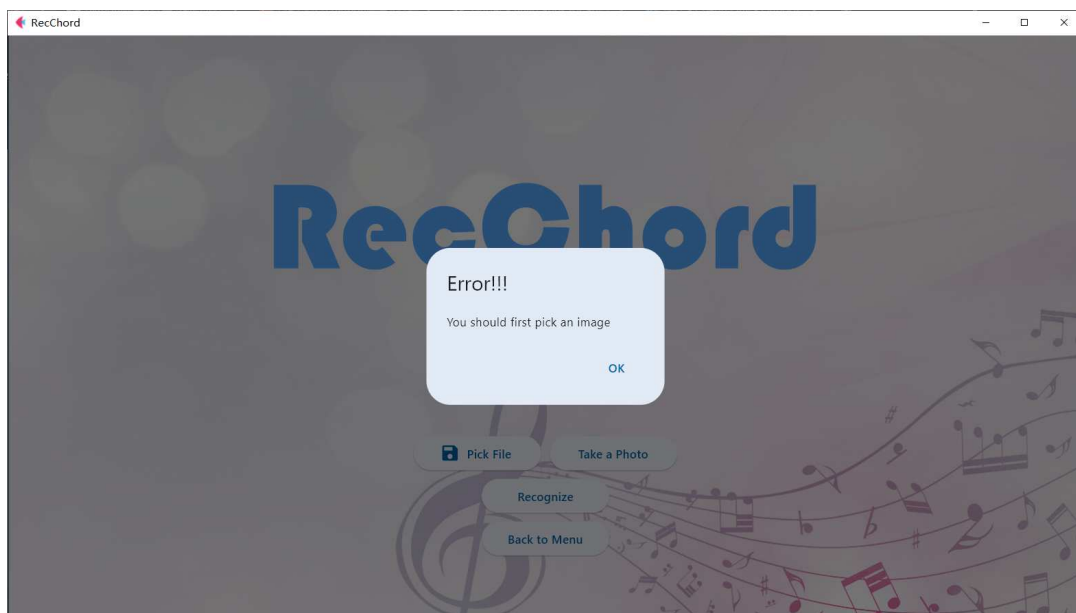 RecChord
RecChord
Error!!!
You should first pick an image
OK
Pick File
Take a Photo
Recognize
Back to Menu